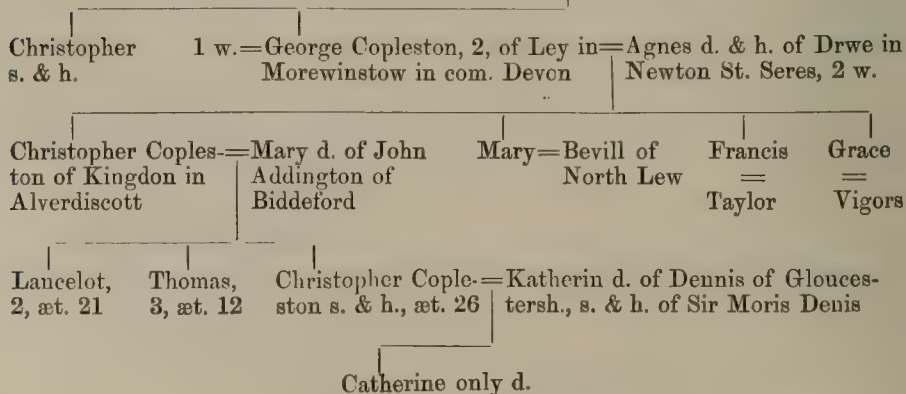 Christopher 1 w.=George Copleston, 2, of Ley in=Agnes d. & h. of Drwe in
s. & h. Morewinstow in com. Devon Newton St. Seres, 2 w.
Christopher Coples-=Mary d. of John Mary=Bevill of Francis Grace
ton of Kingdon in Addington of North Lew = =
Alverdiscott Biddeford Taylor Vigors
Lancelot, Thomas, Christopher Cople-=Katherin d. of Dennis of Glouces-
2, æt. 21 3, æt. 12 ston s. & h., æt. 26 tersh., s. & h. of Sir Moris Denis
Catherine only d.